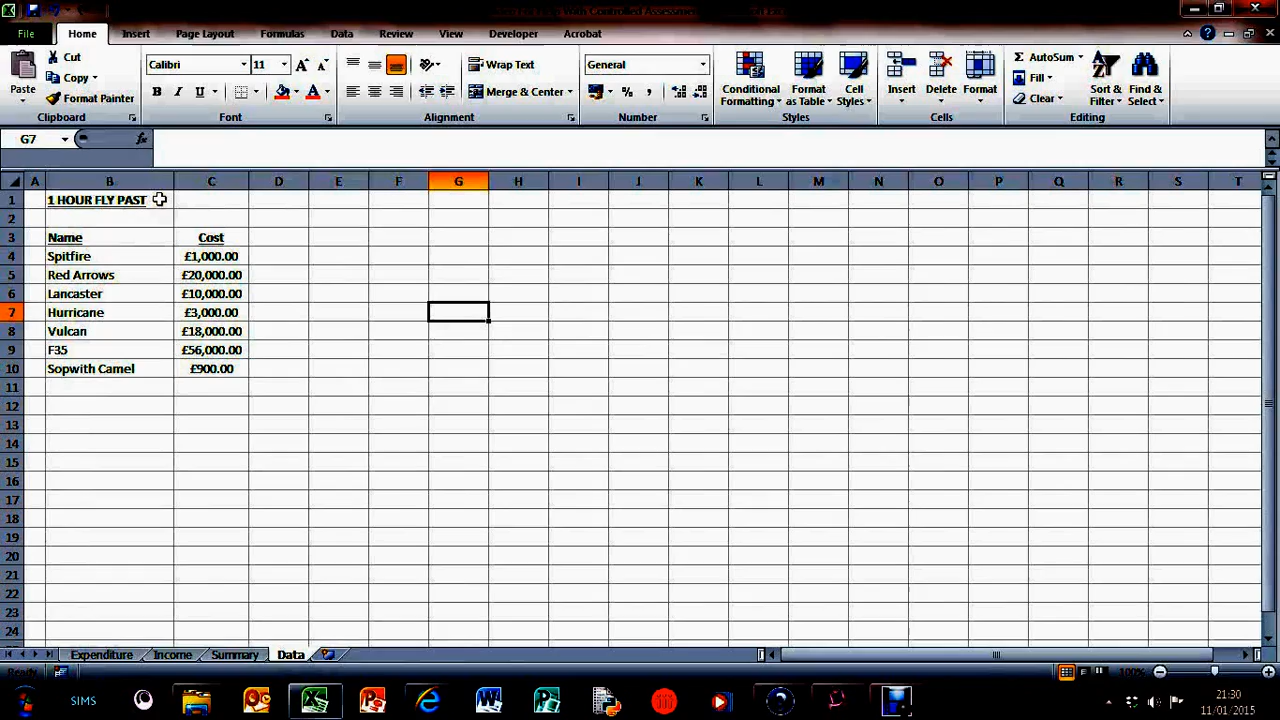 File Home Insert Page Layout Formulas Data Review View Developer Acrobat
Cut
Copy
Format Painter
Paste
Clipboard
Calibri 11
B I U
Font
Wrap Text
Merge & Center
Alignment
General
%
Number
Conditional Formatting
Format as Table
Cell Styles
Styles
Insert Delete Format
Cells
AutoSum
Fill
Clear
Sort & Filter
Find & Select
Editing
G7 fx
A B C D E F G H I J K L M N O P Q R S T
1 1 HOUR FLY PAST
2
3 Name Cost
4 Spitfire £1,000.00
5 Red Arrows £20,000.00
6 Lancaster £10,000.00
7 Hurricane £3,000.00
8 Vulcan £18,000.00
9 F35 £56,000.00
10 Sopwith Camel £900.00
11
12
13
14
15
16
17
18
19
20
21
22
23
24
Expenditure Income Summary Data
Ready 100%
SIMS
21:30
11/01/2015